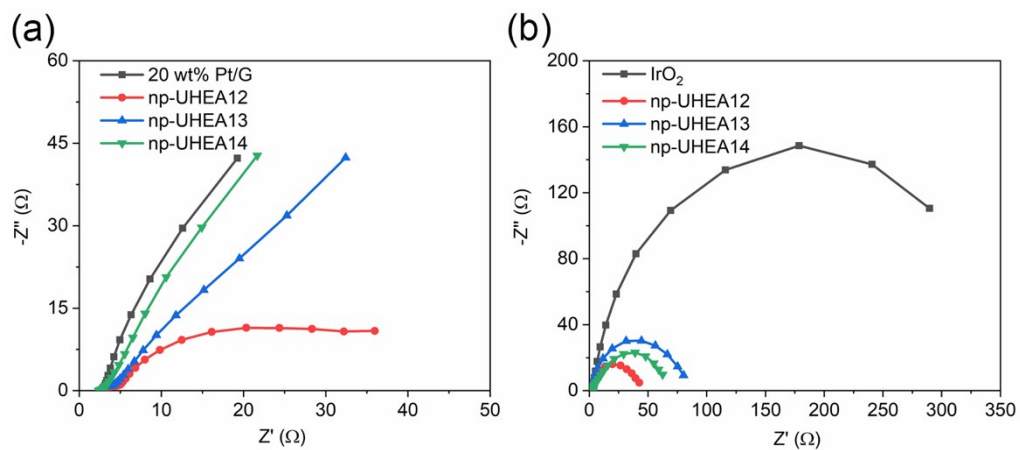 (a)
60
45
30
15
0
-Z" (Ω)
20 wt% Pt/G
np-UHEA12
np-UHEA13
np-UHEA14
0 10 20 30 40 50
Z' (Ω)
(b)
200
160
120
80
40
0
-Z" (Ω)
IrO₂
np-UHEA12
np-UHEA13
np-UHEA14
0 50 100 150 200 250 300 350
Z' (Ω)